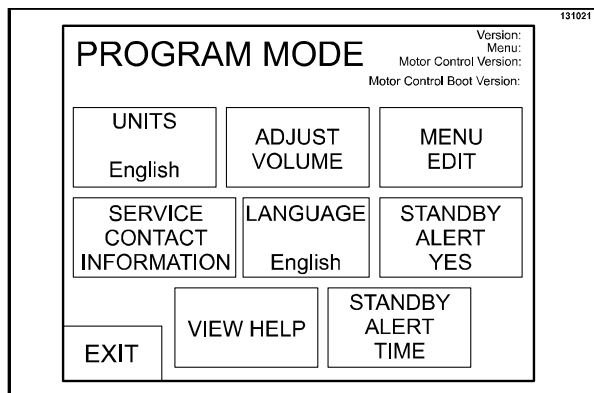 131021
PROGRAM MODE
Version:
Menu:
Motor Control Version:
Motor Control Boot Version:
UNITS
English
ADJUST
VOLUME
MENU
EDIT
SERVICE
CONTACT
INFORMATION
LANGUAGE
English
STANDBY
ALERT
YES
VIEW HELP
STANDBY
ALERT
TIME
EXIT